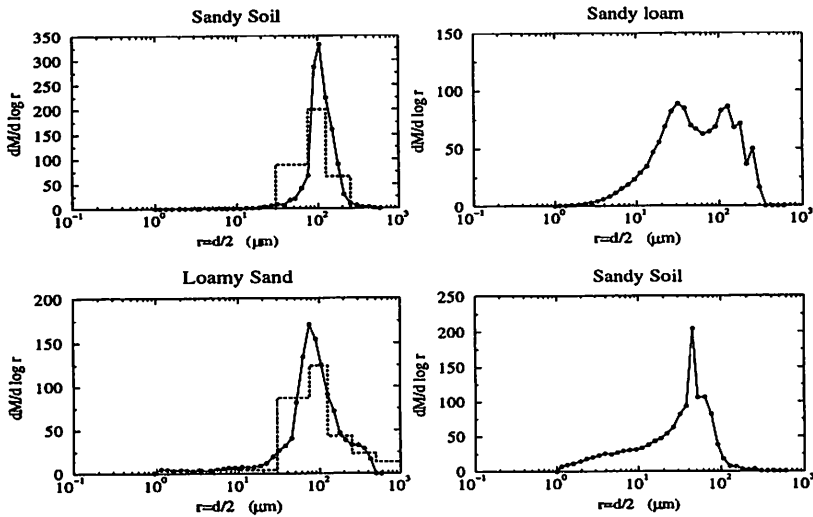 Sandy Soil
350
300
250
200
150
100
50
0
dM/d log r
10⁻¹ 10⁰ 10¹ 10² 10³
r=d/2 (μm)
Sandy loam
150
100
50
0
dM/d log r
10⁻¹ 10⁰ 10¹ 10² 10³
r=d/2 (μm)
Loamy Sand
200
150
100
50
0
dM/d log r
10⁻¹ 10⁰ 10¹ 10² 10³
r=d/2 (μm)
Sandy Soil
250
200
150
100
50
0
dM/d log r
10⁻¹ 10⁰ 10¹ 10² 10³
r=d/2 (μm)